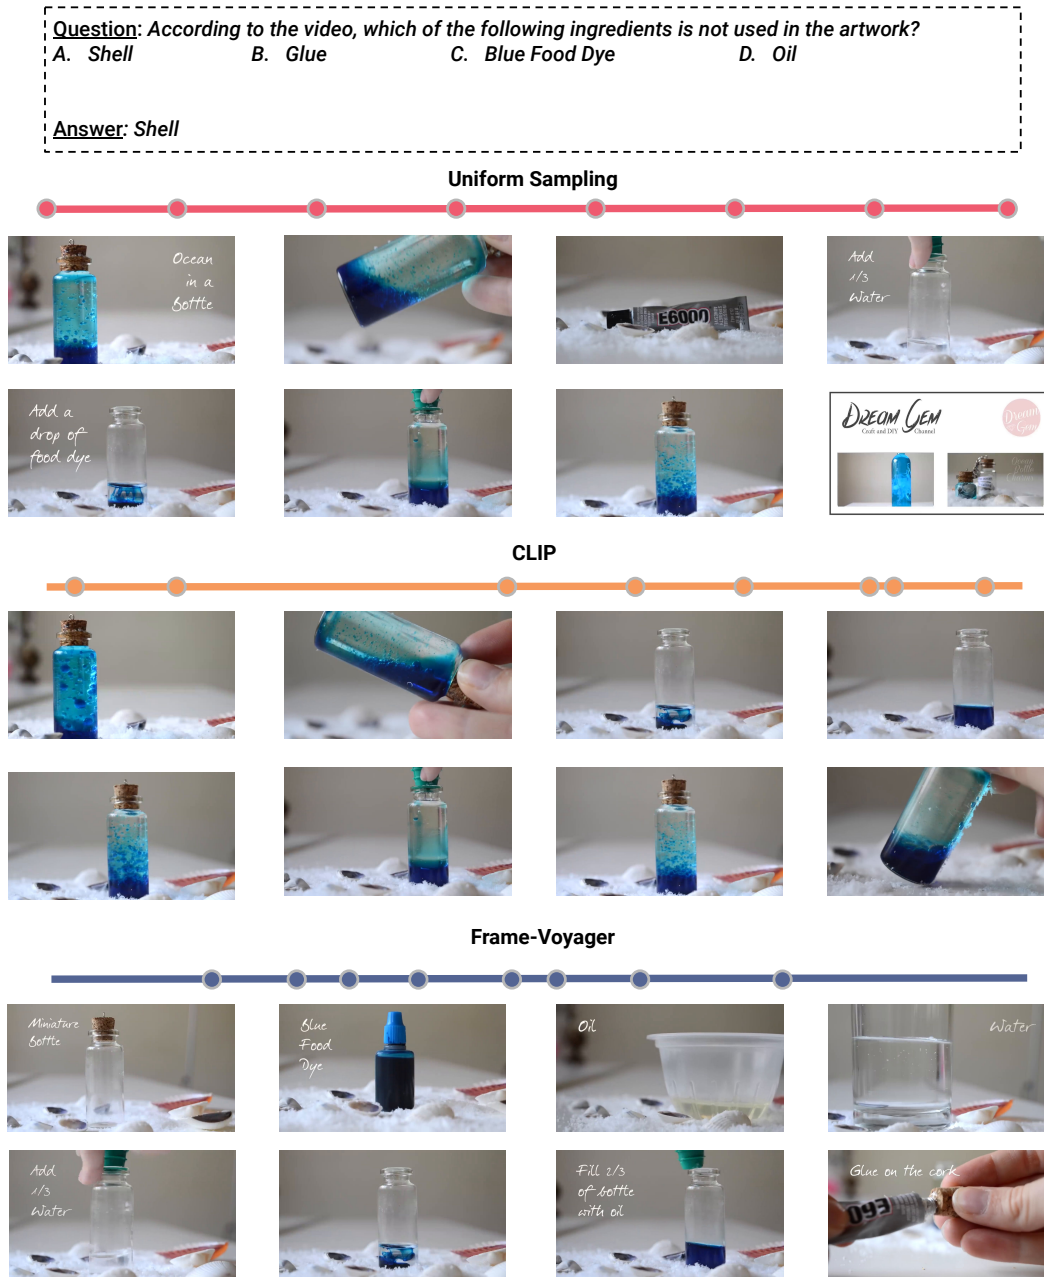 Question: According to the video, which of the following ingredients is not used in the artwork?
A. Shell B. Glue C. Blue Food Dye D. Oil
Answer: Shell
Uniform Sampling
Ocean
in a
Bottle
E6000
Add
1/3
Water
Add a
drop of
food dye
DREAM GEM
Craft and DIY Channel
Dream
Gem
CLIP
Frame-Voyager
Miniature
Bottle
Blue
Food
Dye
Oil
Water
Add
1/3
Water
Fill 2/3
of bottle
with oil
Glue on the cork
E60